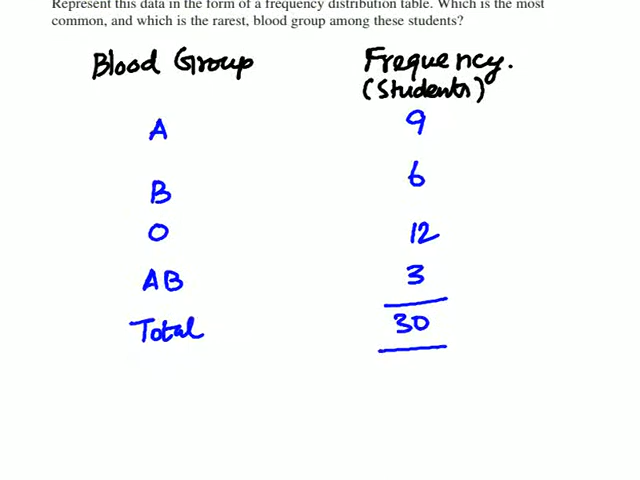 Represent this data in the form of a frequency distribution table. Which is the most
common, and which is the rarest, blood group among these students?
Blood Group Frequency.
(Students)
A 9
B 6
O 12
AB 3
Total 30